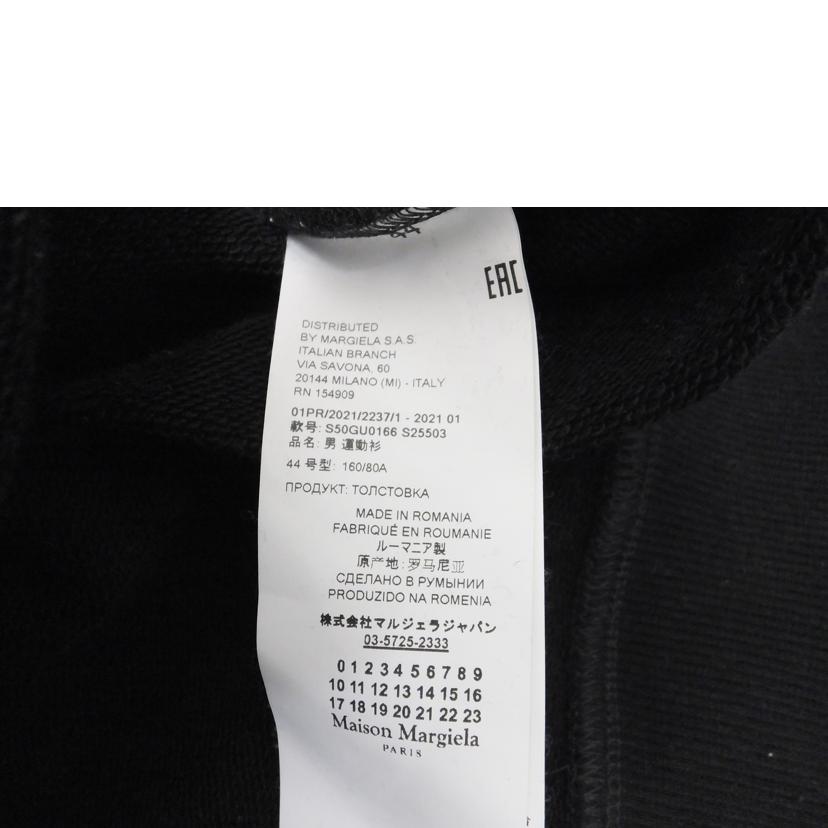 EAC
DISTRIBUTED
BY MARGIELA S.A.S.
ITALIAN BRANCH
VIA SAVONA, 60
20144 MILANO (MI) - ITALY
RN 154909
01PR/2021/2237/1 - 2021 01
款号: S50GU0166 S25503
品名: 男 運動衫
44 号型: 160/80A
ПРОДУКТ: ТОЛСТОВКА
MADE IN ROMANIA
FABRIQUÉ EN ROUMANIE
ルーマニア製
原产地: 罗马尼亚
СДЕЛАНО В РУМЫНИИ
PRODUZIDO NA ROMENIA
株式会社マルジェラジャパン
03-5725-2333
0 1 2 3 4 5 6 7 8 9
10 11 12 13 14 15 16
17 18 19 20 21 22 23
Maison Margiela
PARIS